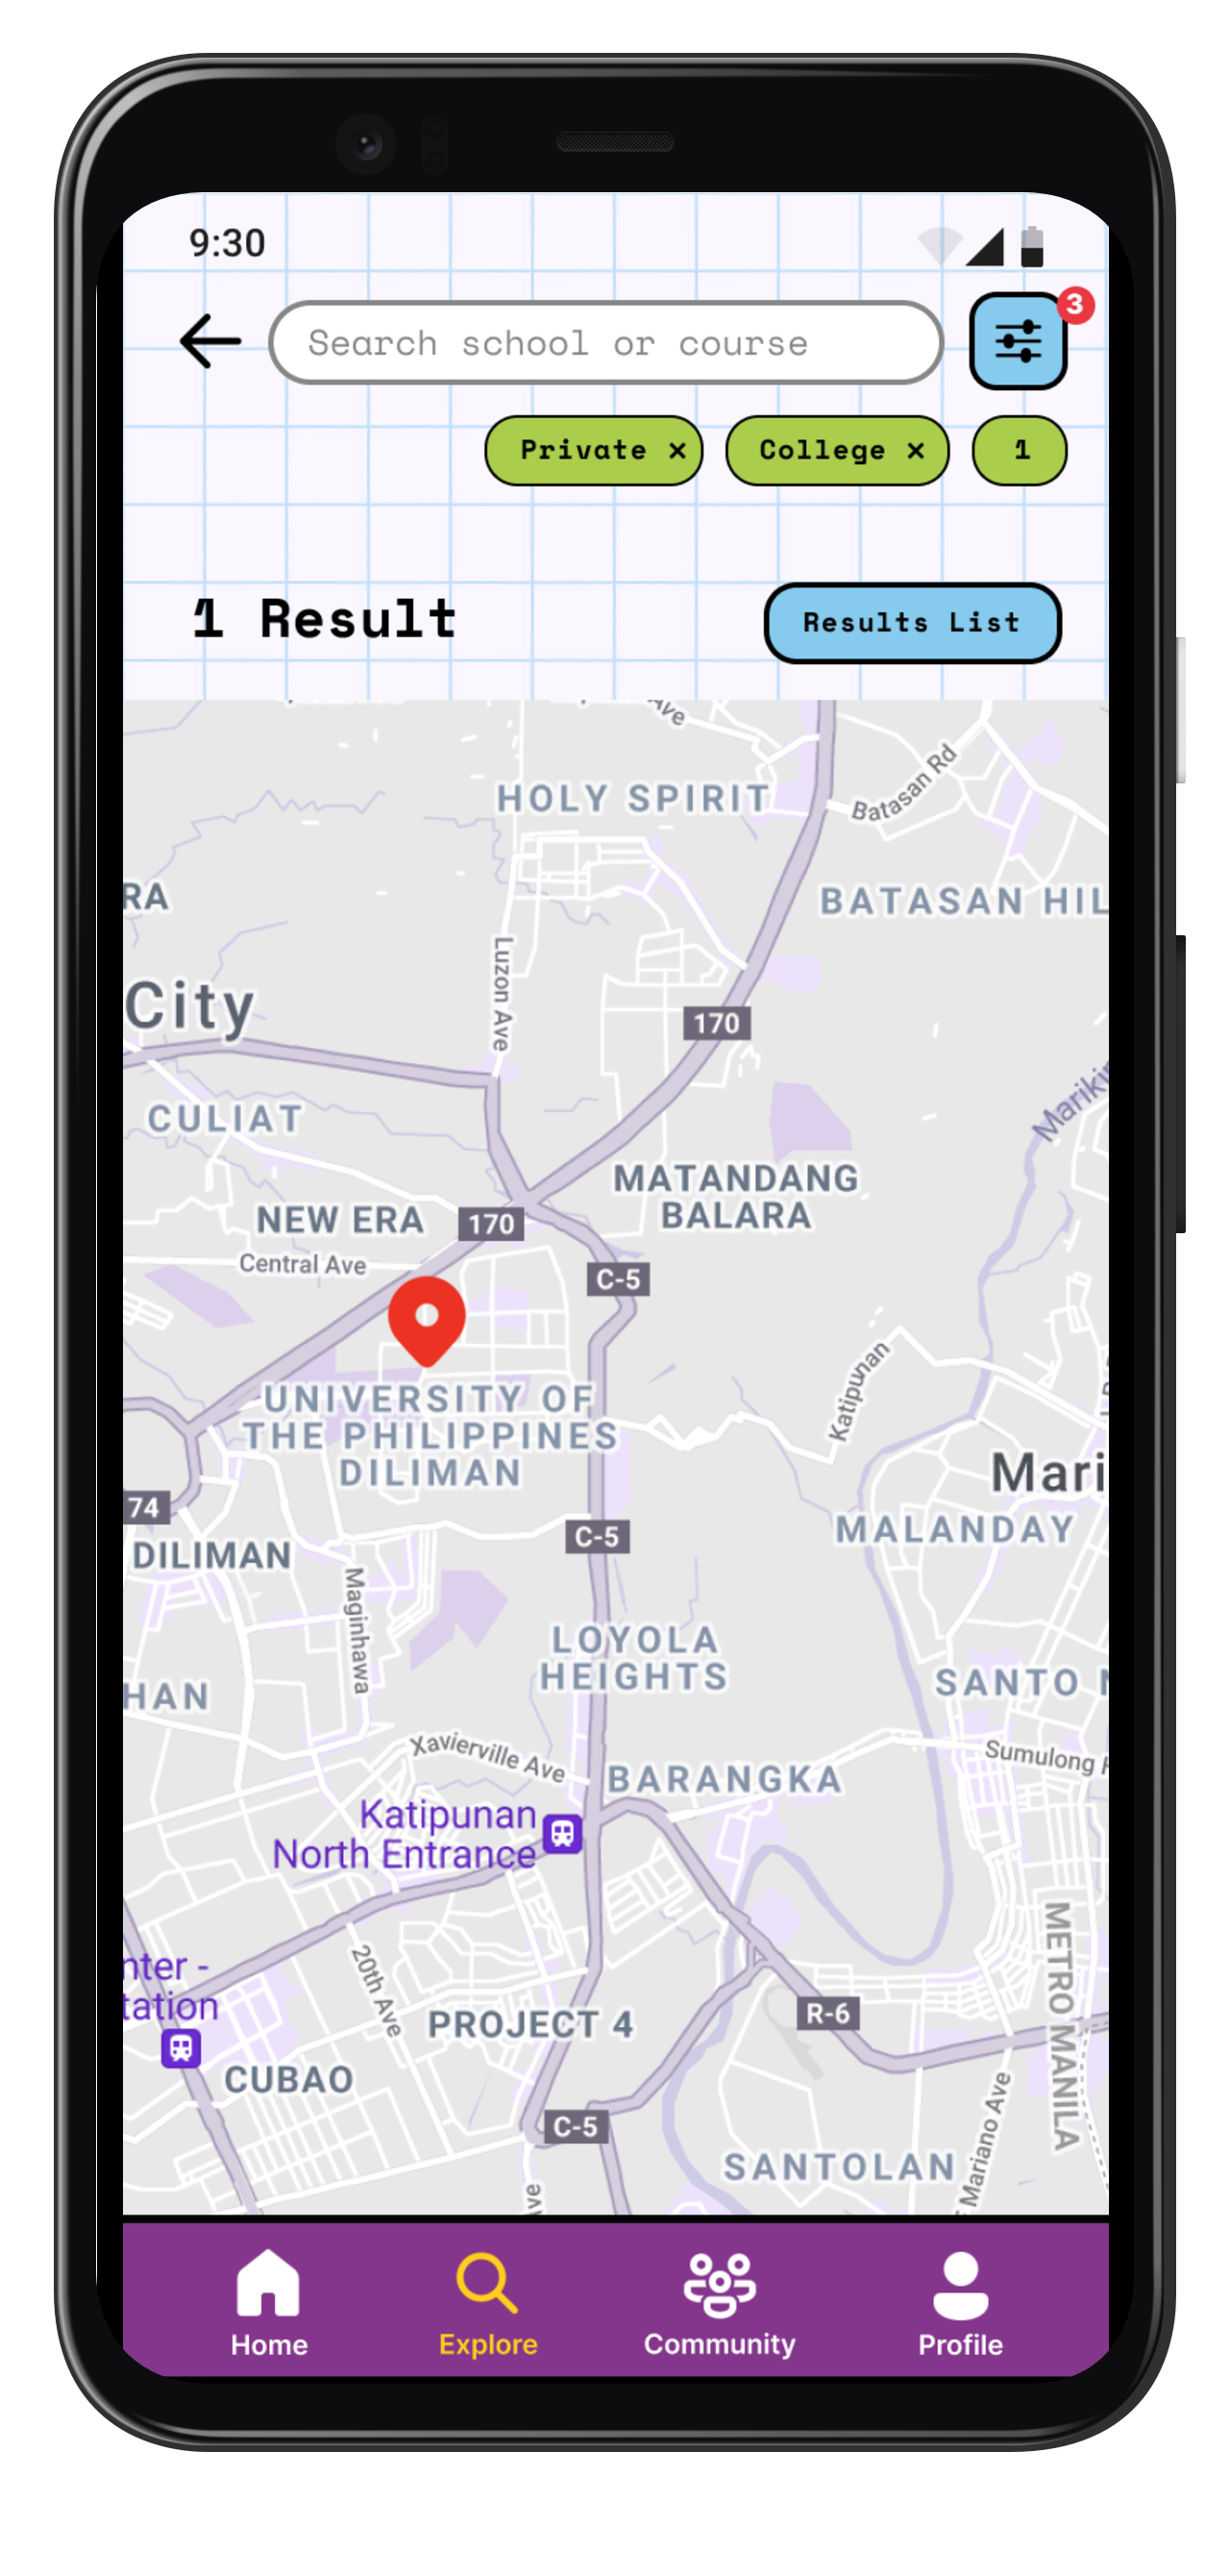 9:30
3
Search school or course
Private ×
College ×
1
1 Result
Results List
Ave
HOLY SPIRIT
Batasan Rd
RA
BATASAN HIL
Luzon Ave
City
170
Mariki
CULIAT
MATANDANG
BALARA
NEW ERA
170
Central Ave
C-5
Katipunan
UNIVERSITY OF
THE PHILIPPINES
DILIMAN
Mari
74
C-5
MALANDAY
DILIMAN
Maginhawa
LOYOLA
HEIGHTS
HAN
SANTO
Xavierville Ave
Sumulong
BARANGKA
Katipunan
North Entrance
METRO MANILA
nter -
tation
20th Ave
PROJECT 4
R-6
CUBAO
C-5
Mariano Ave
SANTOLAN
Ave
Home
Explore
Community
Profile